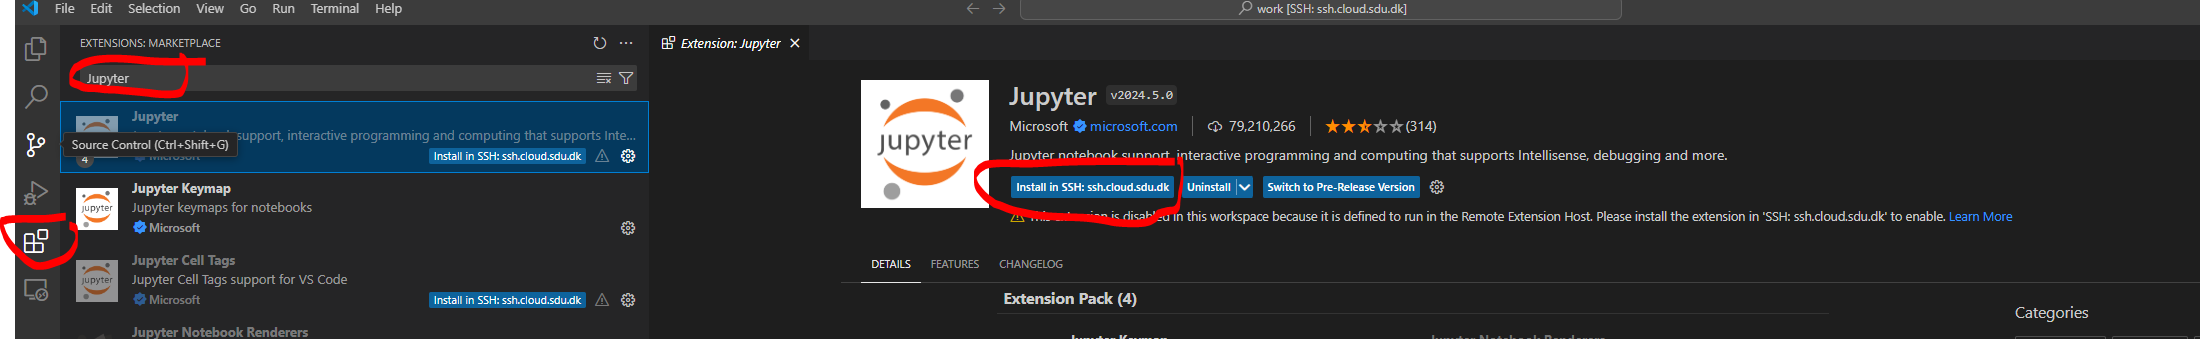 File Edit Selection View Go Run Terminal Help
work [SSH: ssh.cloud.sdu.dk]
EXTENSIONS: MARKETPLACE
Jupyter
Jupyter
support, interactive programming and computing that supports Inte...
Source Control (Ctrl+Shift+G)
4
Microsoft
Install in SSH: ssh.cloud.sdu.dk
jupyter
Jupyter Keymap
Jupyter keymaps for notebooks
Microsoft
jupyter
Jupyter Cell Tags
Jupyter Cell Tags support for VS Code
Microsoft
Install in SSH: ssh.cloud.sdu.dk
Jupyter Notebook Renderers
Extension: Jupyter
jupyter
Jupyter v2024.5.0
Microsoft microsoft.com 79,210,266 (314)
Jupyter notebook support, interactive programming and computing that supports Intellisense, debugging and more.
Install in SSH: ssh.cloud.sdu.dk Uninstall Switch to Pre-Release Version
This extension is disabled in this workspace because it is defined to run in the Remote Extension Host. Please install the extension in 'SSH: ssh.cloud.sdu.dk' to enable. Learn More
DETAILS FEATURES CHANGELOG
Extension Pack (4)
Jupyter Keymap Jupyter Notebook Renderers
Categories